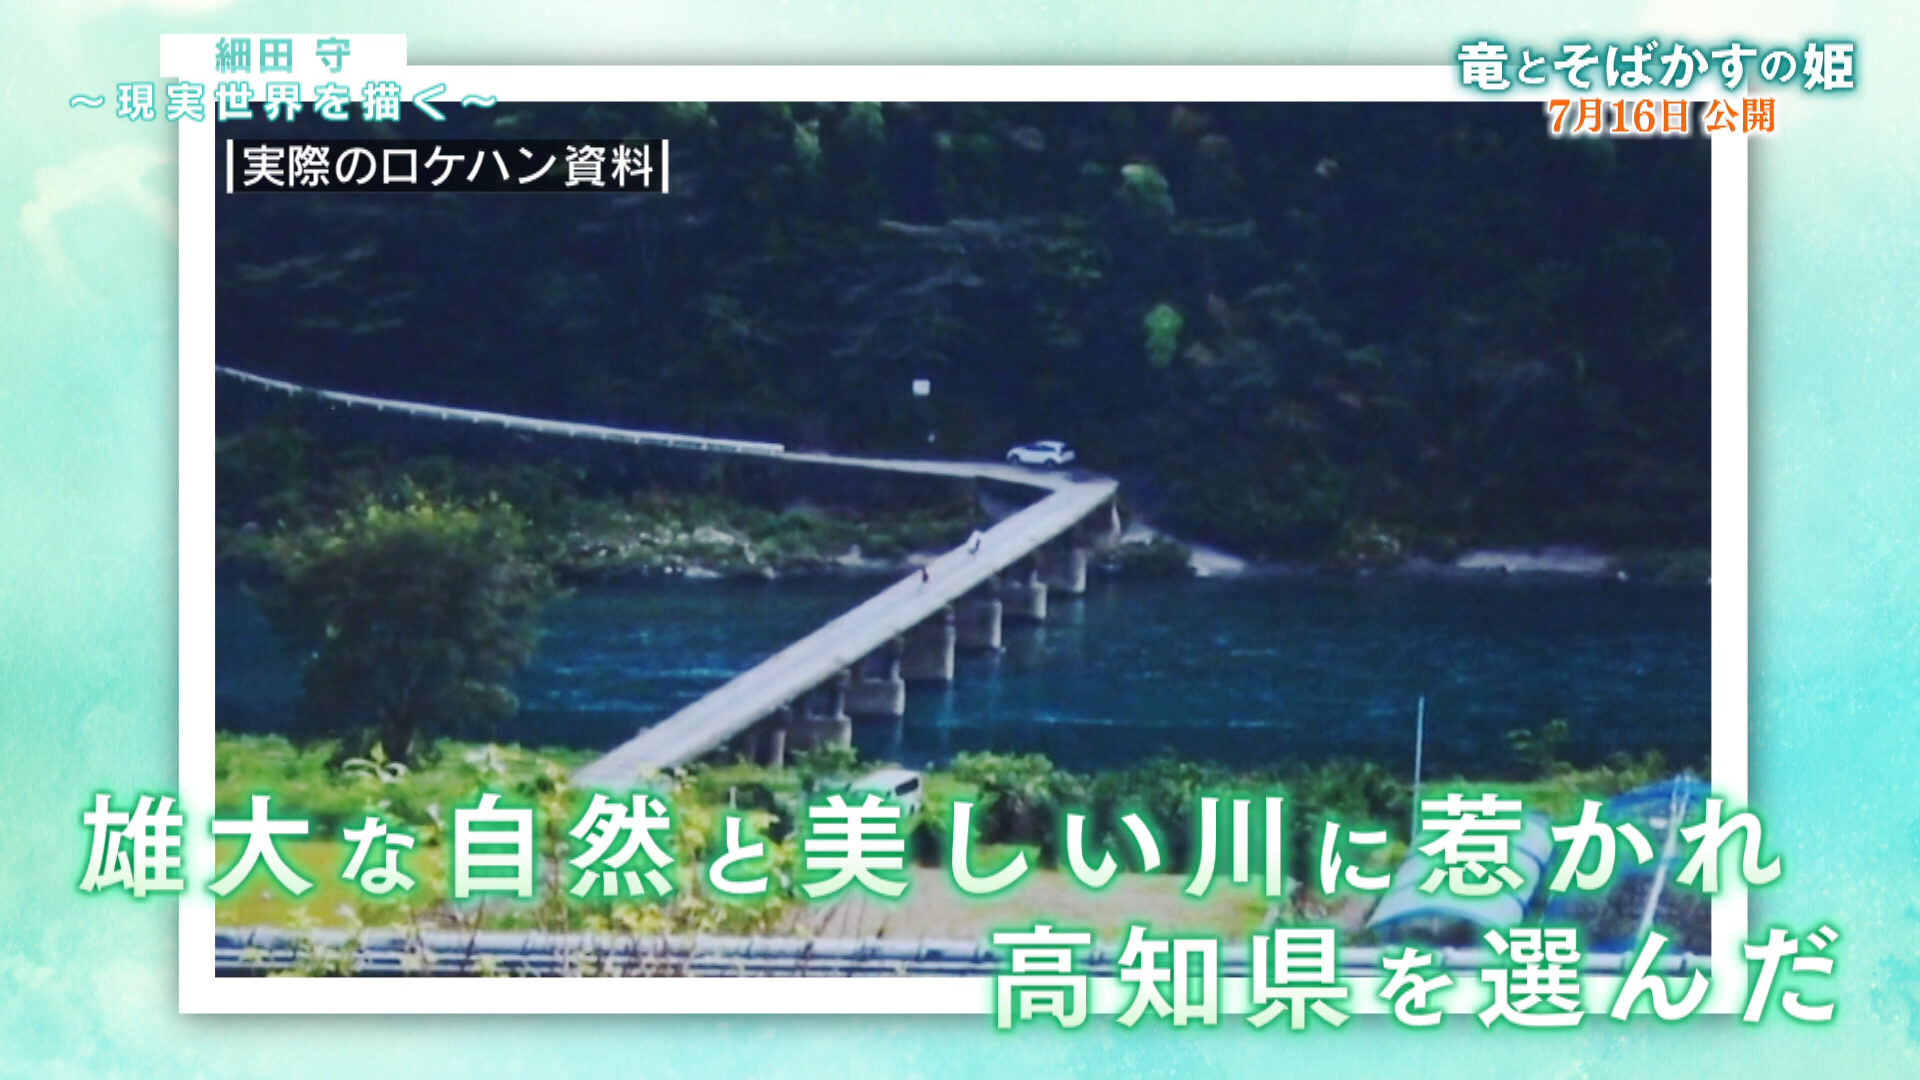 細田 守
～現実世界を描く～
竜とそばかすの姫
7月16日 公開
実際のロケハン資料
雄大な自然と美しい川に惹かれ
高知県を選んだ